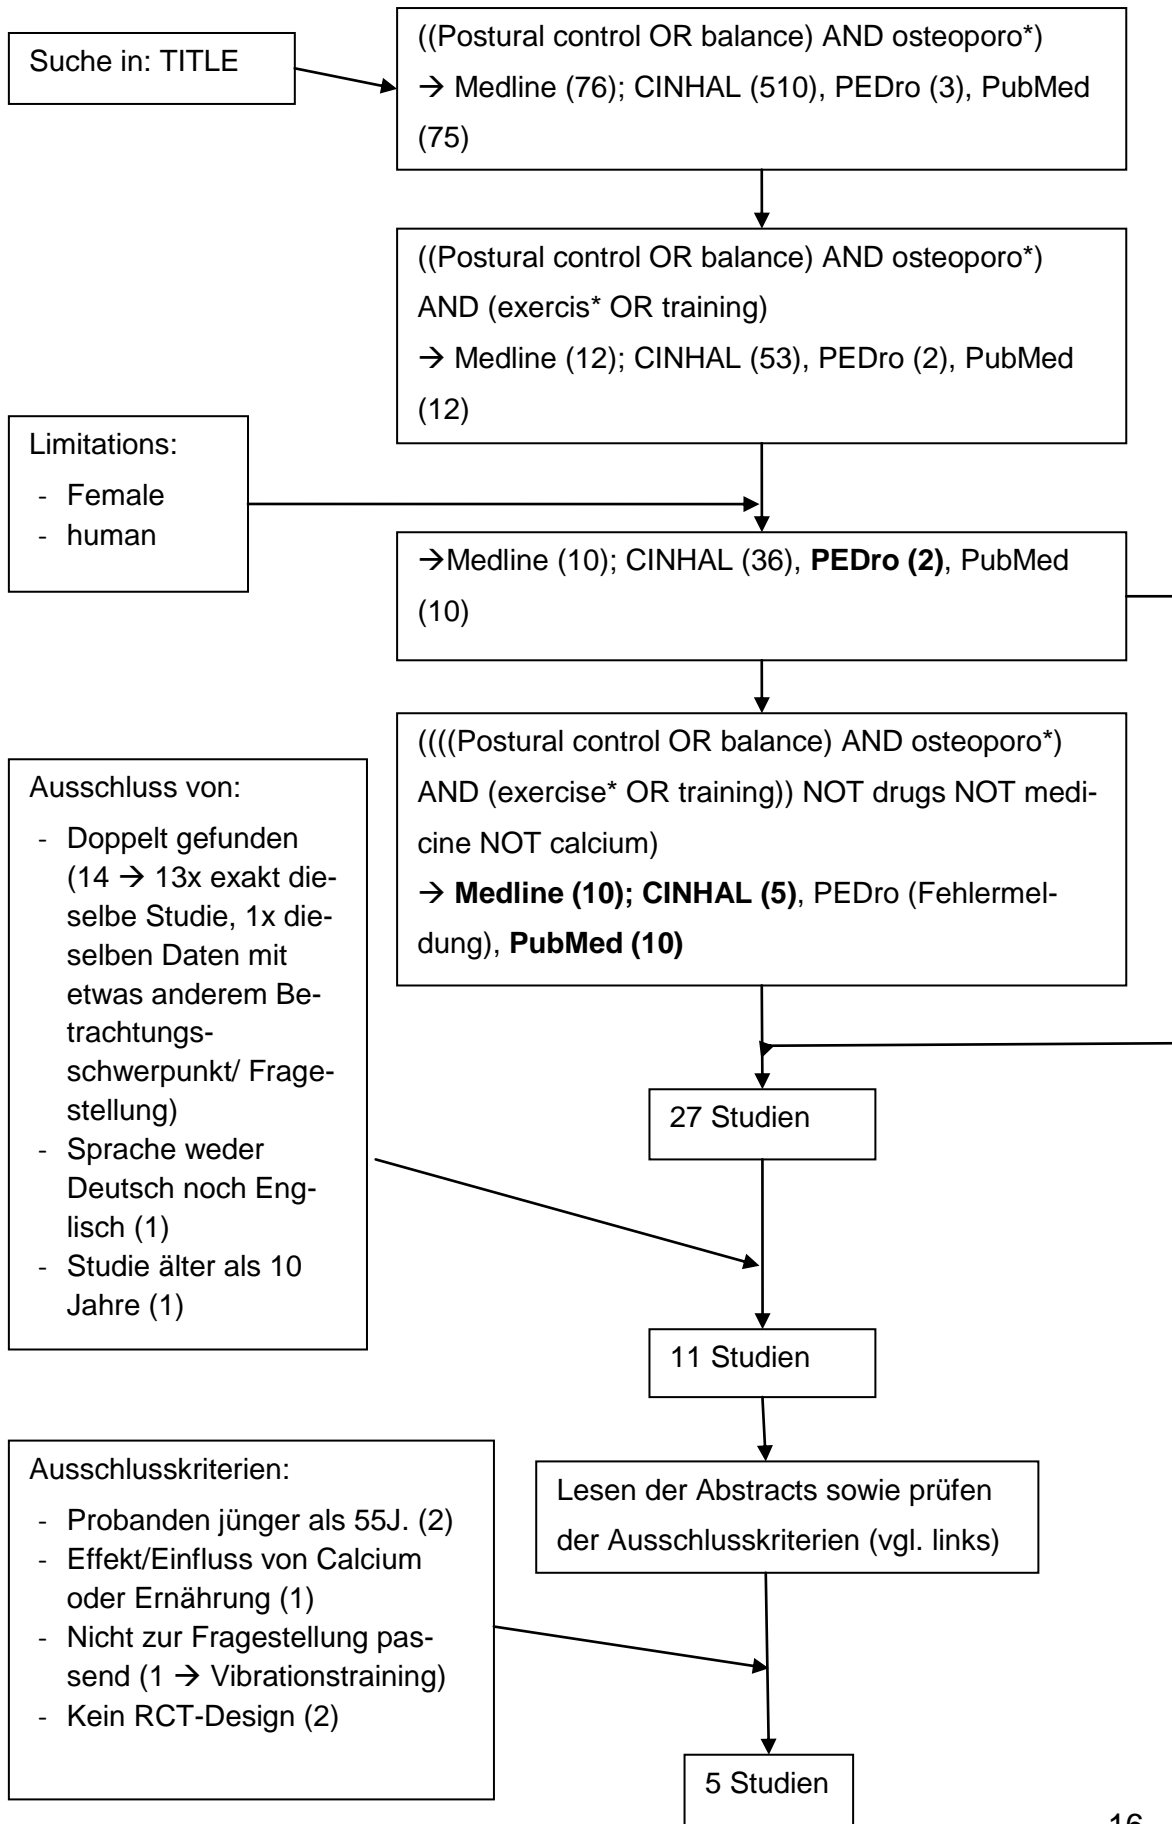 Suche in: TITLE
((Postural control OR balance) AND osteoporo*)
→ Medline (76); CINHAL (510), PEDro (3), PubMed
(75)
((Postural control OR balance) AND osteoporo*)
AND (exercis* OR training)
→ Medline (12); CINHAL (53), PEDro (2), PubMed
(12)
Limitations:
- Female
- human
→Medline (10); CINHAL (36), PEDro (2), PubMed
(10)
((((Postural control OR balance) AND osteoporo*)
AND (exercise* OR training)) NOT drugs NOT medi-
cine NOT calcium)
→ Medline (10); CINHAL (5), PEDro (Fehlermel-
dung), PubMed (10)
Ausschluss von:
- Doppelt gefunden
(14 → 13x exakt die-
selbe Studie, 1x die-
selben Daten mit
etwas anderem Be-
trachtungs-
schwerpunkt/ Frage-
stellung)
- Sprache weder
Deutsch noch Eng-
lisch (1)
- Studie älter als 10
Jahre (1)
27 Studien
11 Studien
Lesen der Abstracts sowie prüfen
der Ausschlusskriterien (vgl. links)
Ausschlusskriterien:
- Probanden jünger als 55J. (2)
- Effekt/Einfluss von Calcium
oder Ernährung (1)
- Nicht zur Fragestellung pas-
send (1 → Vibrationstraining)
- Kein RCT-Design (2)
5 Studien
16